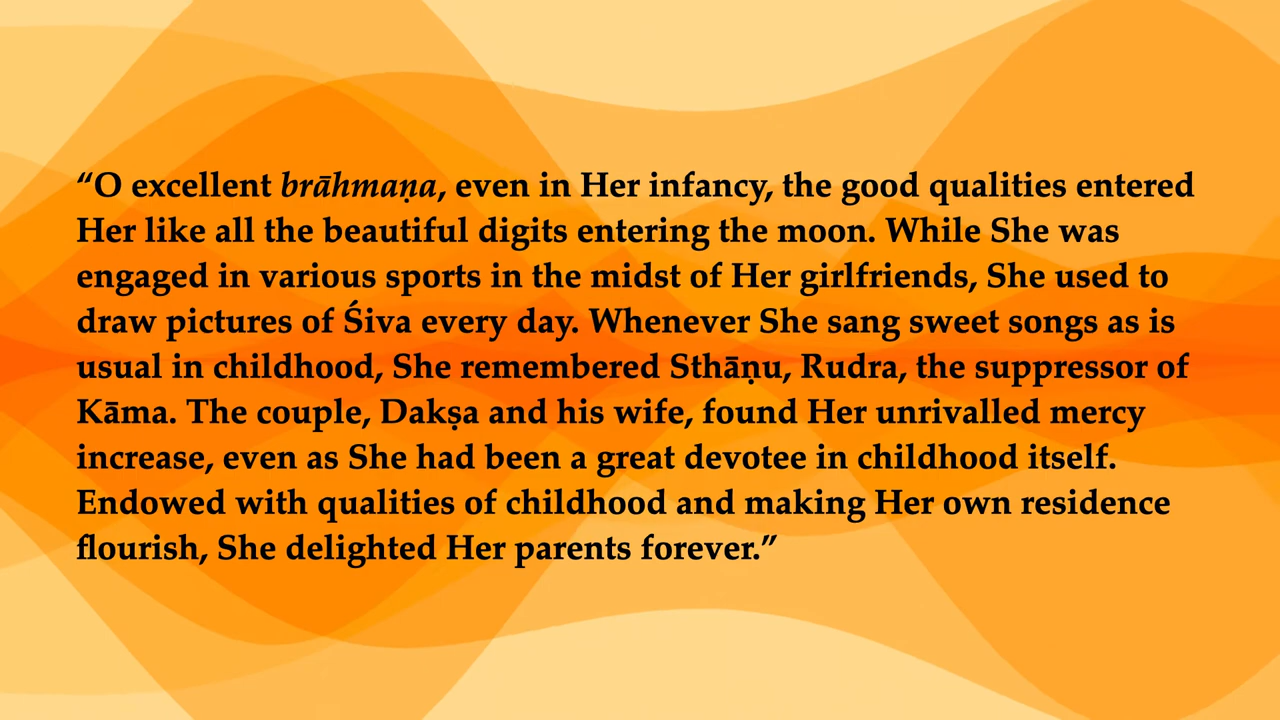 “O excellent brāhmaṇa, even in Her infancy, the good qualities entered
Her like all the beautiful digits entering the moon. While She was
engaged in various sports in the midst of Her girlfriends, She used to
draw pictures of Śiva every day. Whenever She sang sweet songs as is
usual in childhood, She remembered Sthāṇu, Rudra, the suppressor of
Kāma. The couple, Dakṣa and his wife, found Her unrivalled mercy
increase, even as She had been a great devotee in childhood itself.
Endowed with qualities of childhood and making Her own residence
flourish, She delighted Her parents forever.”